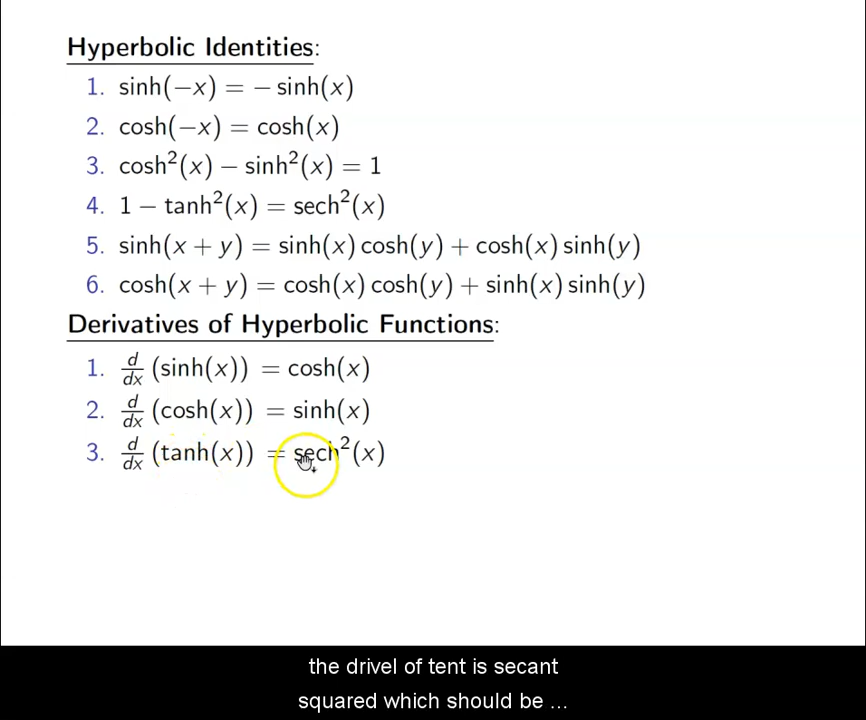 Hyperbolic Identities:
1. sinh(−x) = − sinh(x)
2. cosh(−x) = cosh(x)
3. cosh²(x) − sinh²(x) = 1
4. 1 − tanh²(x) = sech²(x)
5. sinh(x + y) = sinh(x) cosh(y) + cosh(x) sinh(y)
6. cosh(x + y) = cosh(x) cosh(y) + sinh(x) sinh(y)
Derivatives of Hyperbolic Functions:
1. d/dx (sinh(x)) = cosh(x)
2. d/dx (cosh(x)) = sinh(x)
3. d/dx (tanh(x)) = sech²(x)
the drivel of tent is secant
squared which should be ...